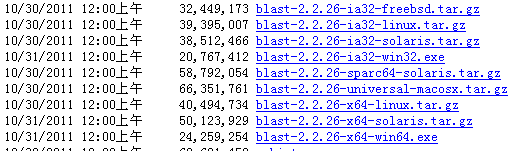 10/30/2011 12:00上午 32,449,173 blast-2.2.26-ia32-freebsd.tar.gz
10/30/2011 12:00上午 39,395,007 blast-2.2.26-ia32-linux.tar.gz
10/30/2011 12:00上午 38,512,466 blast-2.2.26-ia32-solaris.tar.gz
10/31/2011 12:00上午 20,767,412 blast-2.2.26-ia32-win32.exe
10/30/2011 12:00上午 58,792,054 blast-2.2.26-sparc64-solaris.tar.gz
10/30/2011 12:00上午 66,351,761 blast-2.2.26-universal-macosx.tar.gz
10/30/2011 12:00上午 40,494,734 blast-2.2.26-x64-linux.tar.gz
10/31/2011 12:00上午 50,123,929 blast-2.2.26-x64-solaris.tar.gz
10/31/2011 12:00上午 24,259,254 blast-2.2.26-x64-win64.exe